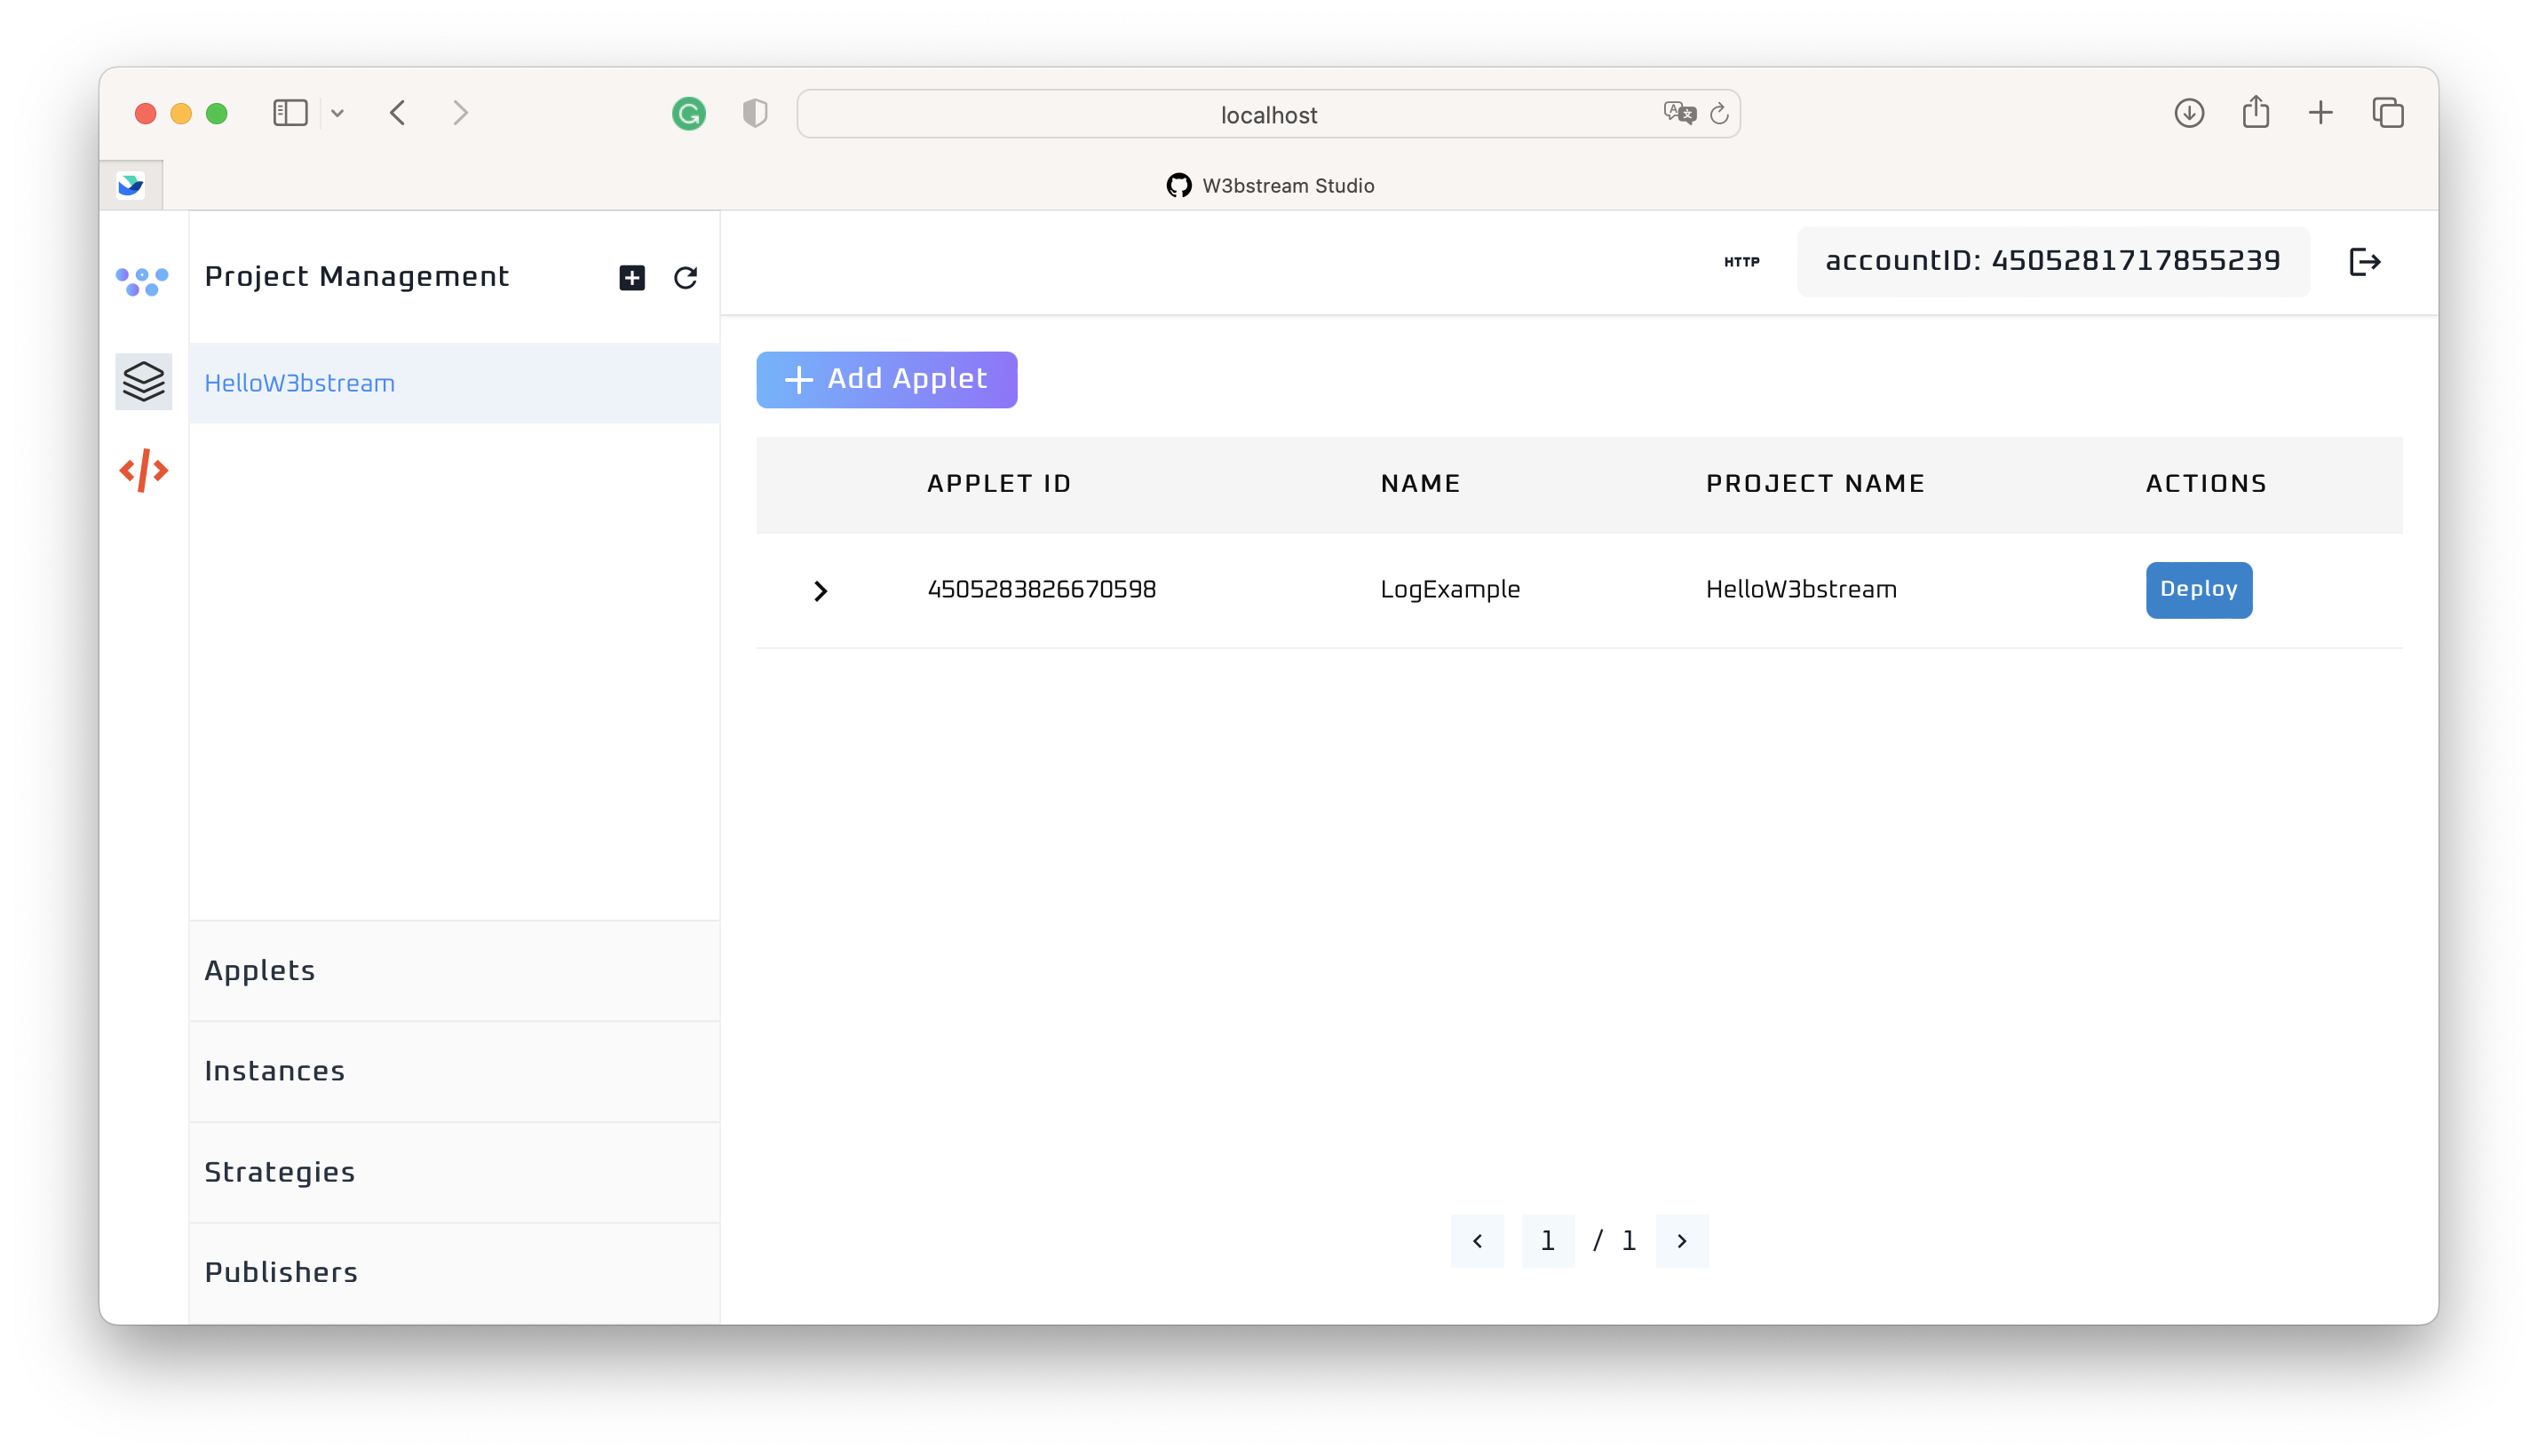 localhost
W3bstream Studio
Project Management
HTTP
accountID: 4505281717855239
HelloW3bstream
Add Applet
APPLET ID NAME PROJECT NAME ACTIONS
4505283826670598 LogExample HelloW3bstream Deploy
Applets
Instances
Strategies
Publishers
1 / 1